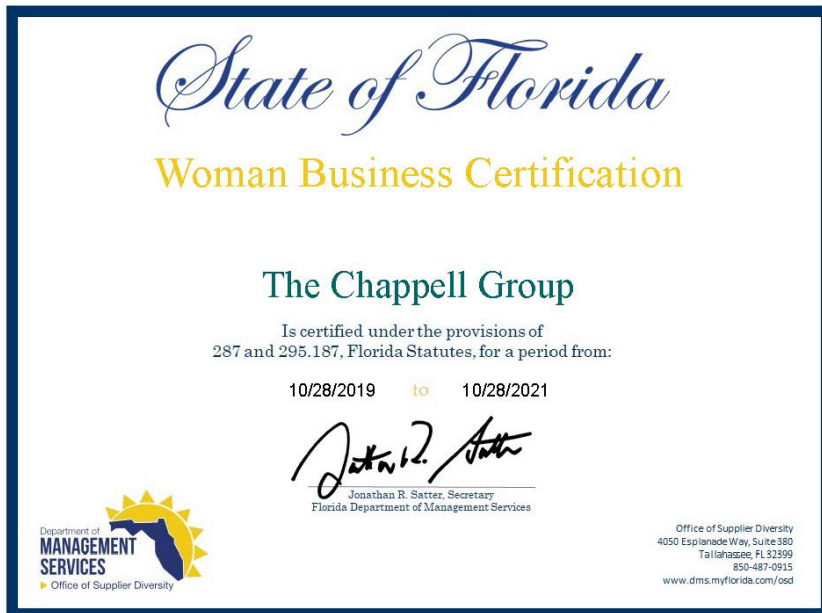 State of Florida
Woman Business Certification
The Chappell Group
Is certified under the provisions of
287 and 295.187, Florida Statutes, for a period from:
10/28/2019 to 10/28/2021
Jonathan R. Satter, Secretary
Florida Department of Management Services
Department of
MANAGEMENT
SERVICES
Office of Supplier Diversity
Office of Supplier Diversity
4050 Esplanade Way, Suite 380
Tallahassee, FL 32399
850-487-0915
www.dms.myflorida.com/osd